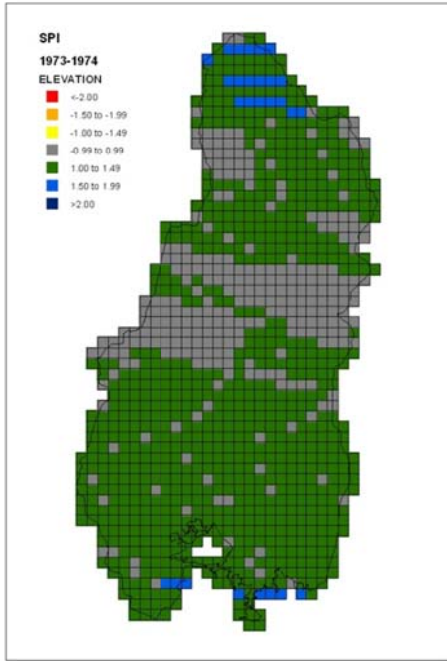 SPI
1973-1974
ELEVATION
<-2.00
-1.50 to -1.99
-1.00 to -1.49
-0.99 to 0.99
1.00 to 1.49
1.50 to 1.99
>2.00